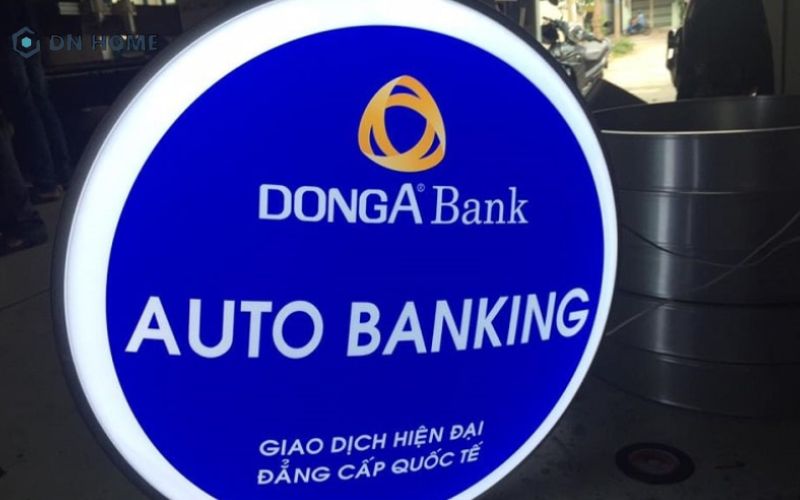 DN HOME
DONGA® Bank
AUTO BANKING
GIAO DỊCH HIỆN ĐẠI
ĐẲNG CẤP QUỐC TẾ